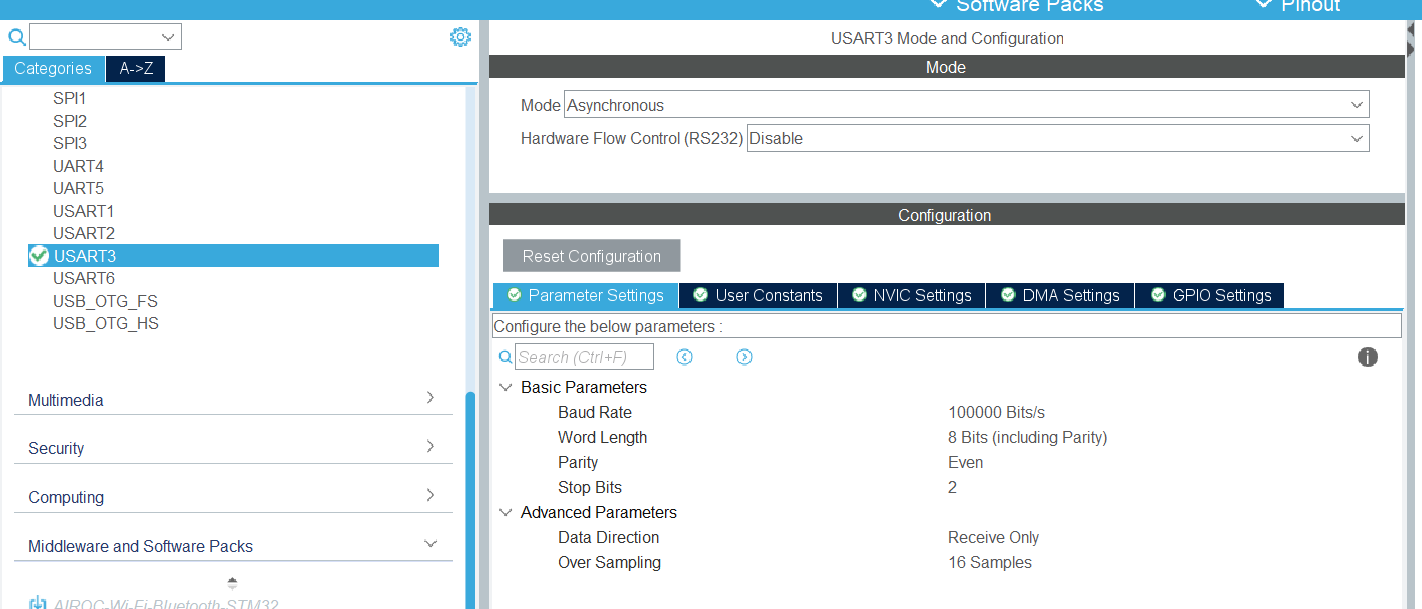 Software Packs
Pinout
Categories
A->Z
SPI1
SPI2
SPI3
UART4
UART5
USART1
USART2
USART3
USART6
USB_OTG_FS
USB_OTG_HS
Multimedia
Security
Computing
Middleware and Software Packs
AIROC-Wi-Fi-Bluetooth-STM32
USART3 Mode and Configuration
Mode
Mode Asynchronous
Hardware Flow Control (RS232) Disable
Configuration
Reset Configuration
Parameter Settings
User Constants
NVIC Settings
DMA Settings
GPIO Settings
Configure the below parameters :
Search (Ctrl+F)
Basic Parameters
Baud Rate 100000 Bits/s
Word Length 8 Bits (including Parity)
Parity Even
Stop Bits 2
Advanced Parameters
Data Direction Receive Only
Over Sampling 16 Samples